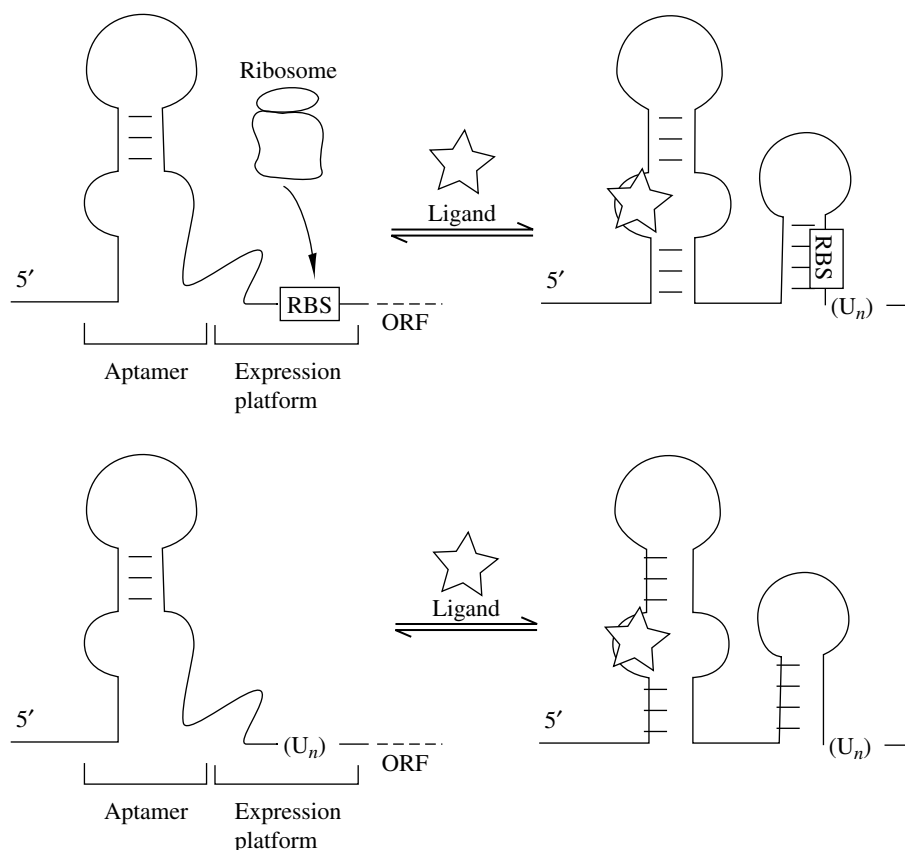 Ribosome
Ligand
5′
RBS
ORF
Aptamer
Expression
platform
5′
RBS
(Uₙ)
Ligand
5′
(Uₙ)
ORF
Aptamer
Expression
platform
5′
(Uₙ)